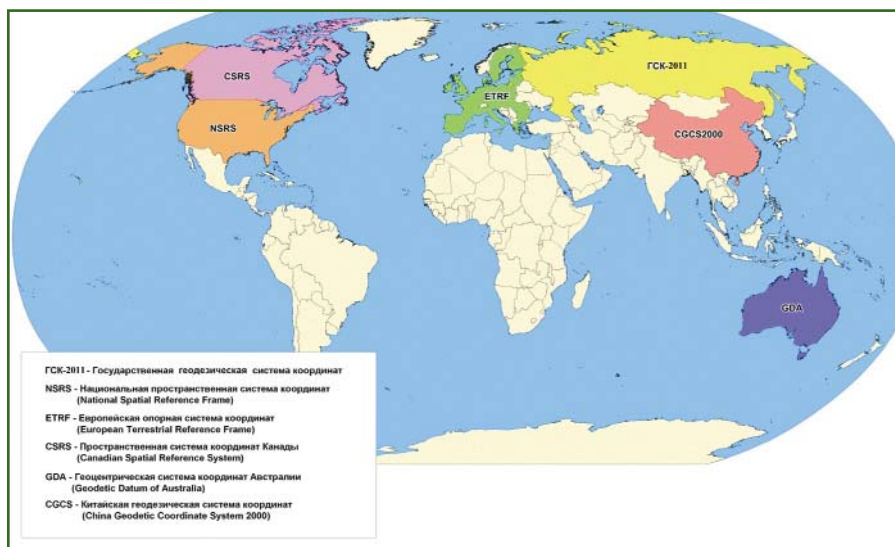 CSRS
NSRS
ETRF
ГСК-2011
CGCS2000
GDA
ГСК-2011 - Государственная геодезическая система координат
NSRS - Национальная пространственная система координат
(National Spatial Reference Frame)
ETRF - Европейская опорная система координат
(European Terrestrial Reference Frame)
CSRS - Пространственная система координат Канады
(Canadian Spatial Reference System)
GDA - Геоцентрическая система координат Австралии
(Geodetic Datum of Australia)
CGCS - Китайская геодезическая система координат
(China Geodetic Coordinate System 2000)